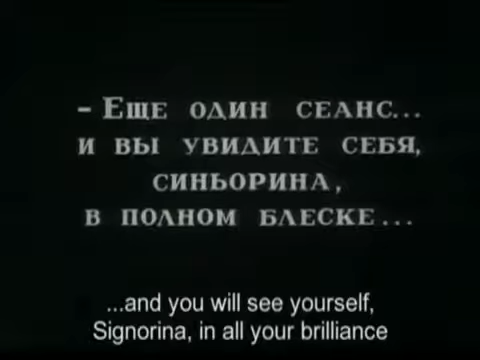 – Еще один сеанс...
и вы увидите себя,
синьорина,
в полном блеске...
...and you will see yourself,
Signorina, in all your brilliance